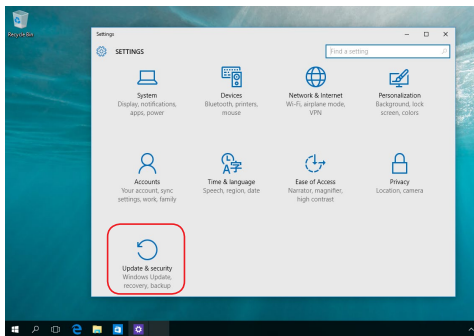 Recycle Bin
Settings
SETTINGS
Find a setting
System
Display, notifications,
apps, power
Devices
Bluetooth, printers,
mouse
Network & Internet
Wi-Fi, airplane mode,
VPN
Personalization
Background, lock
screen, colors
Accounts
Your account, sync
settings, work, family
Time & language
Speech, region, date
Ease of Access
Narrator, magnifier,
high contrast
Privacy
Location, camera
Update & security
Windows Update,
recovery, backup